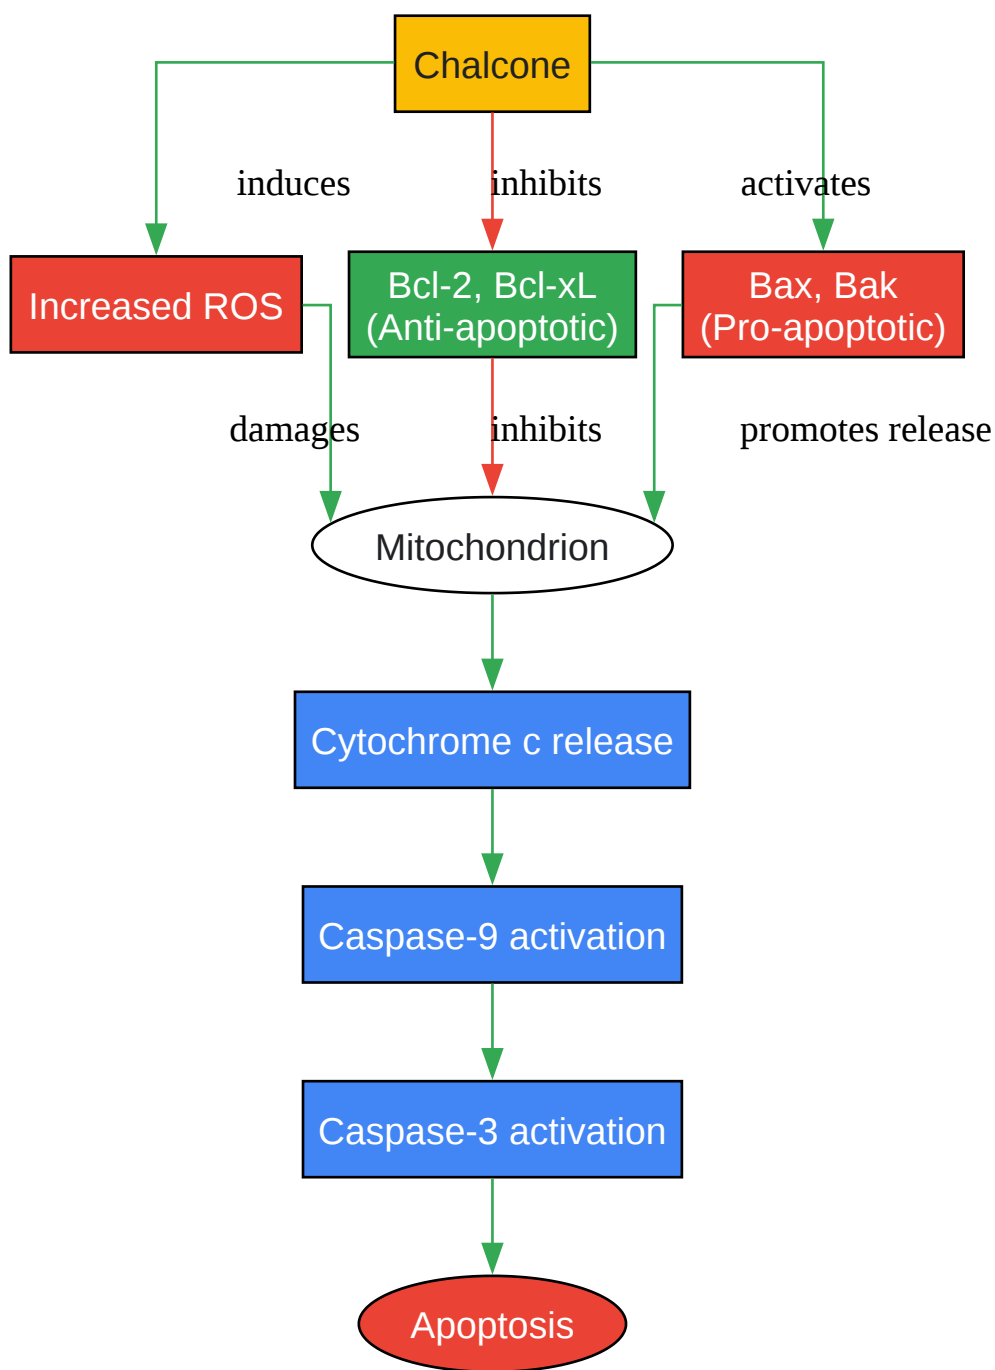 Chalcone
induces
inhibits
activates
Increased ROS
Bcl-2, Bcl-xL
(Anti-apoptotic)
Bax, Bak
(Pro-apoptotic)
damages
inhibits
promotes release
Mitochondrion
Cytochrome c release
Caspase-9 activation
Caspase-3 activation
Apoptosis